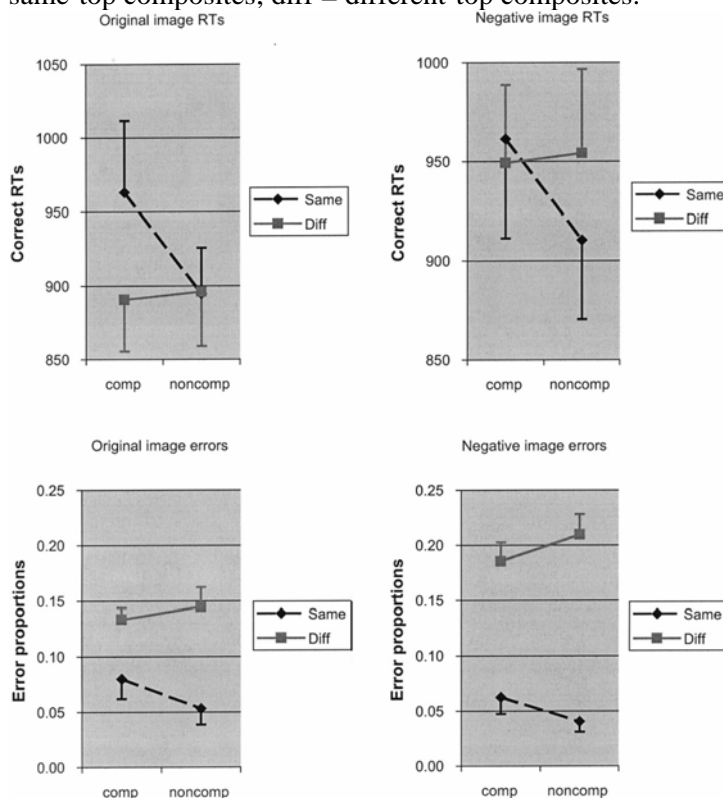 same-top composites; diff = different-top composites.
Original image RTs
1050
1000
950
900
850
Correct RTs
comp noncomp
Same
Diff
Negative image RTs
1000
950
900
850
Correct RTs
comp noncomp
Same
Diff
Original image errors
0.25
0.20
0.15
0.10
0.05
0.00
Error proportions
comp noncomp
Same
Diff
Negative image errors
0.25
0.20
0.15
0.10
0.05
0.00
Error proportions
comp noncomp
Same
Diff